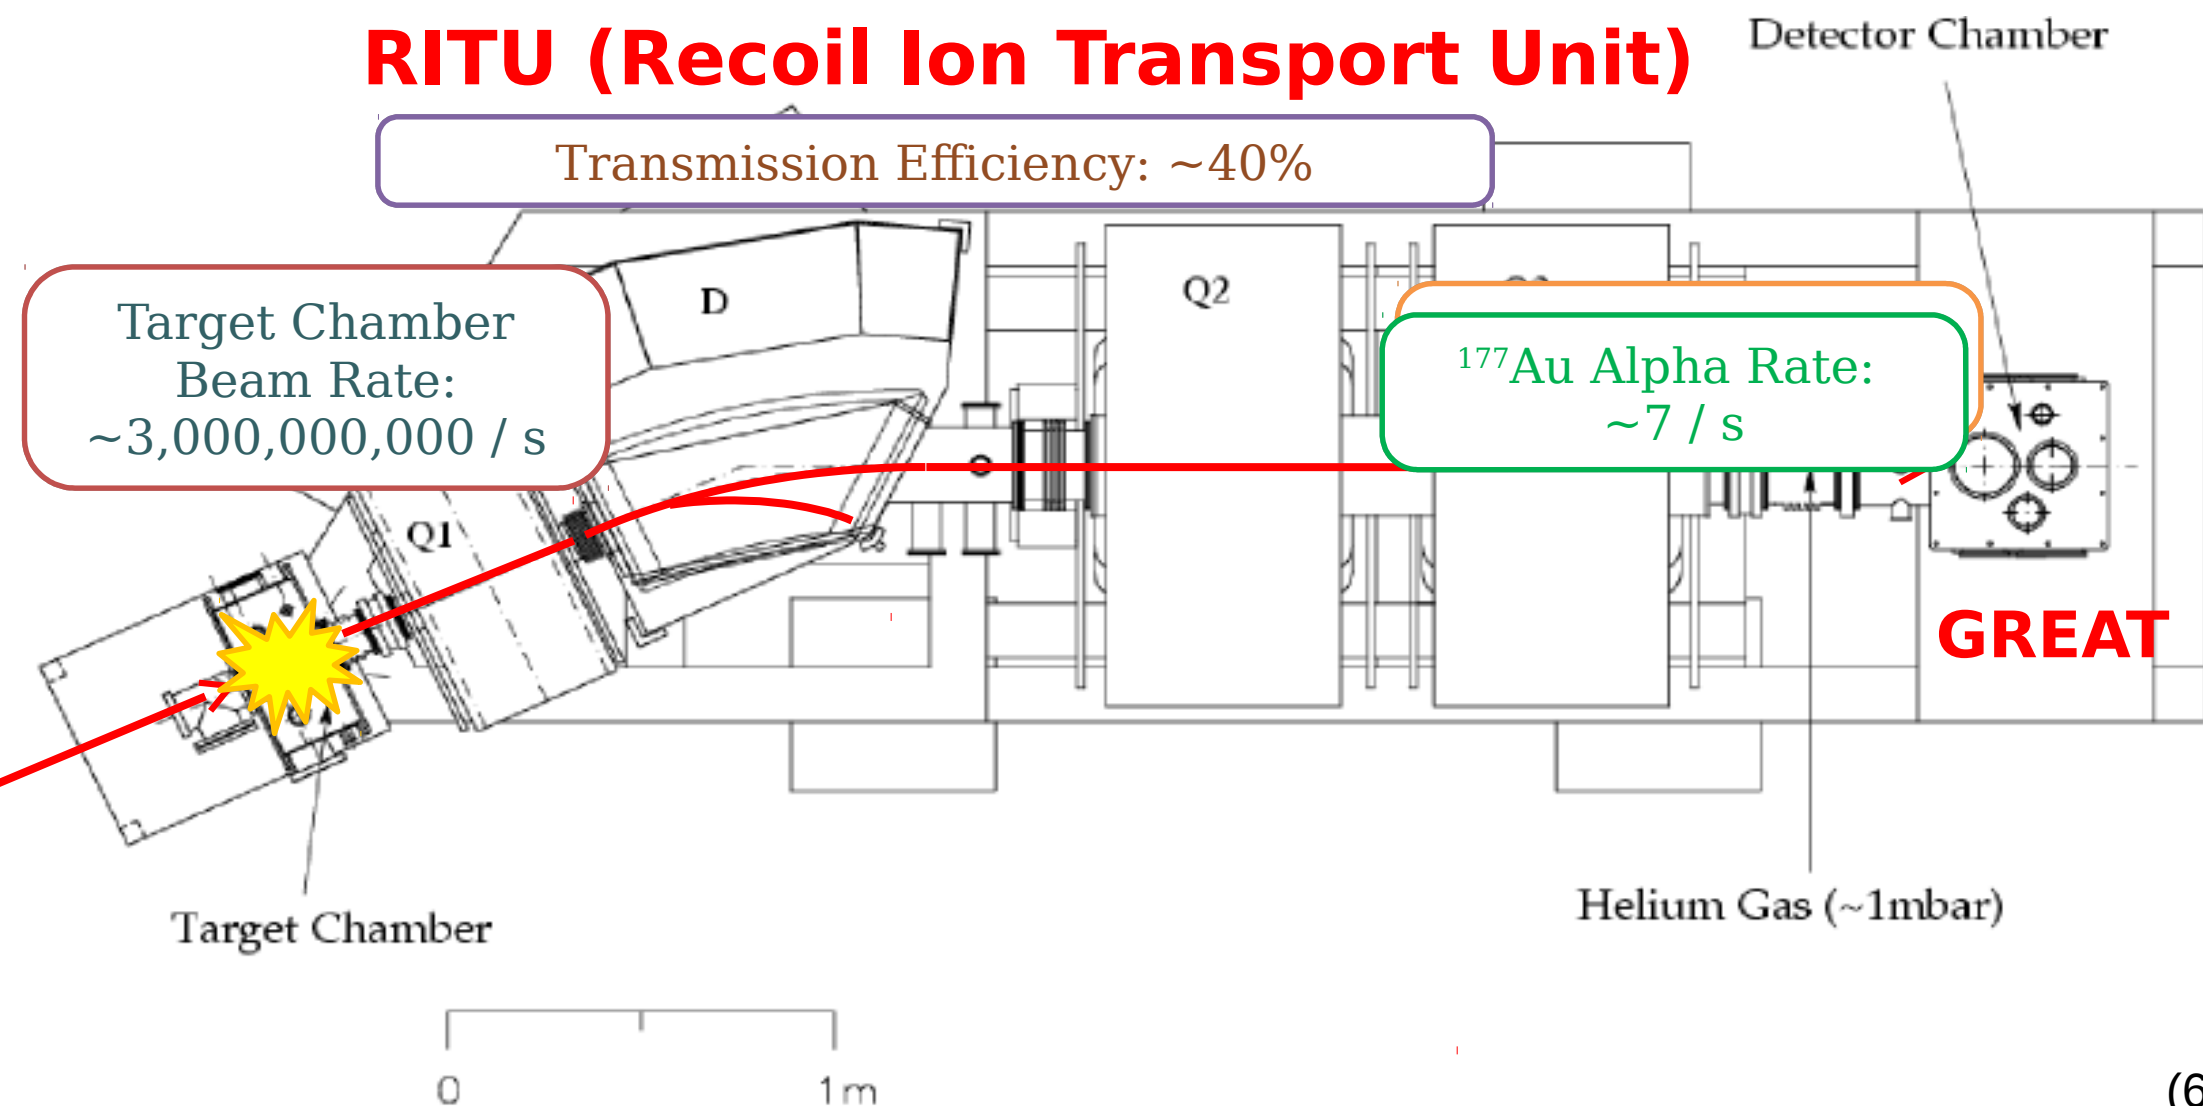 RITU (Recoil Ion Transport Unit)
Detector Chamber
Transmission Efficiency: ~40%
D
Q2
Target Chamber
Beam Rate:
~3,000,000,000 / s
¹⁷⁷Au Alpha Rate:
~7 / s
Q1
GREAT
Target Chamber
Helium Gas (~1mbar)
0
1m
(6